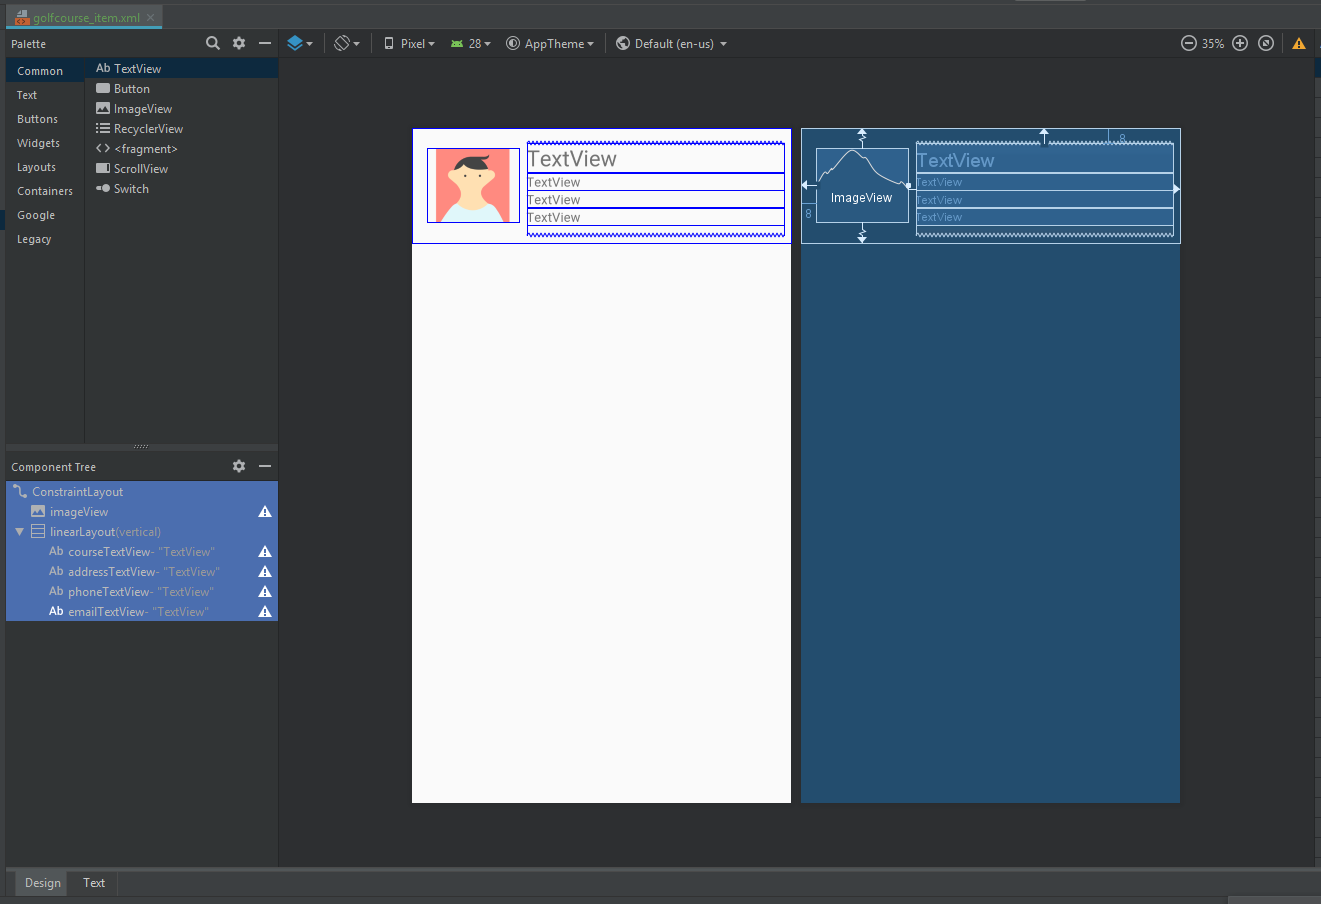 golfcourse_item.xml
Palette
Pixel
28
AppTheme
Default (en-us)
35%
Common
Text
Buttons
Widgets
Layouts
Containers
Google
Legacy
Ab TextView
Button
ImageView
RecyclerView
<fragment>
ScrollView
Switch
TextView
TextView
TextView
TextView
8
ImageView
8
TextView
TextView
TextView
TextView
Component Tree
ConstraintLayout
imageView
linearLayout(vertical)
Ab courseTextView- "TextView"
Ab addressTextView- "TextView"
Ab phoneTextView- "TextView"
Ab emailTextView- "TextView"
Design
Text